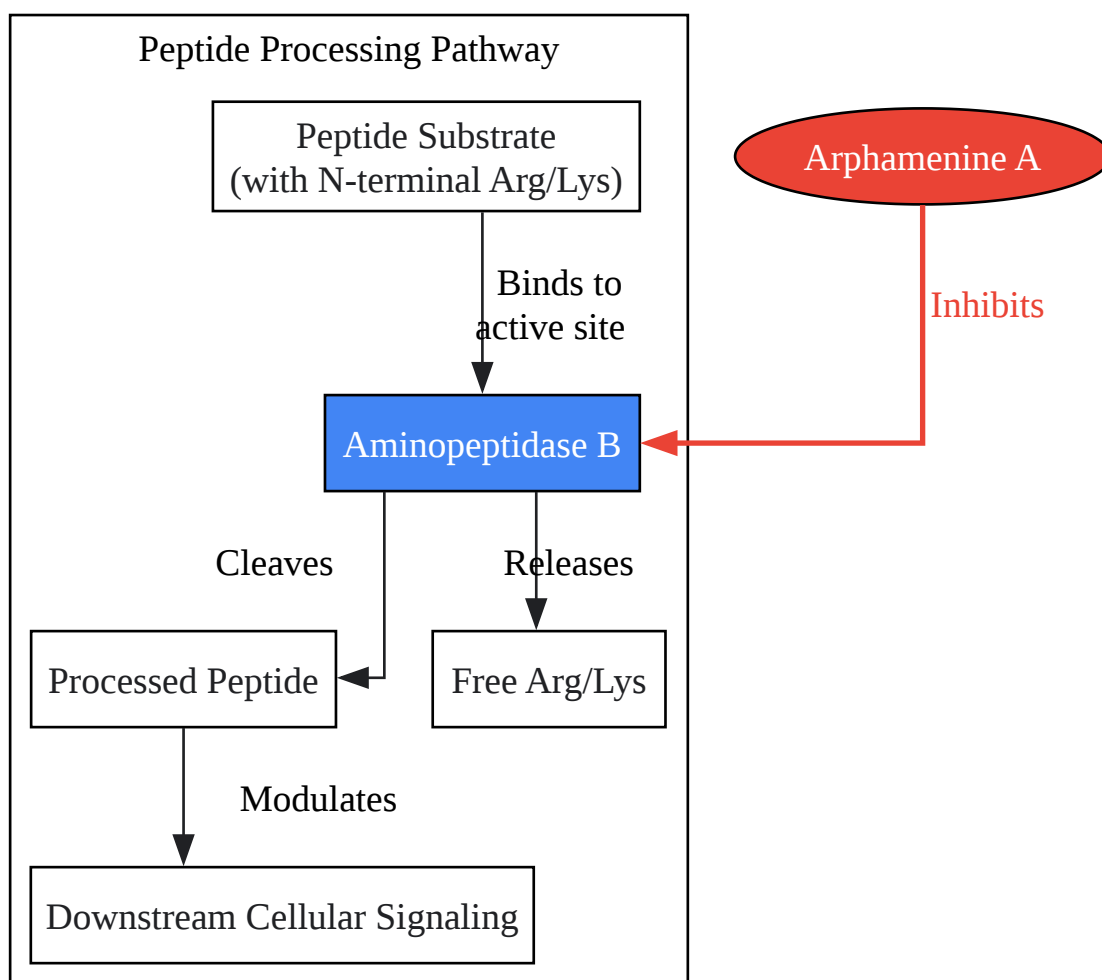 Peptide Processing Pathway
Peptide Substrate
(with N-terminal Arg/Lys)
Arphamenine A
Binds to
active site
Inhibits
Aminopeptidase B
Cleaves
Releases
Processed Peptide
Free Arg/Lys
Modulates
Downstream Cellular Signaling